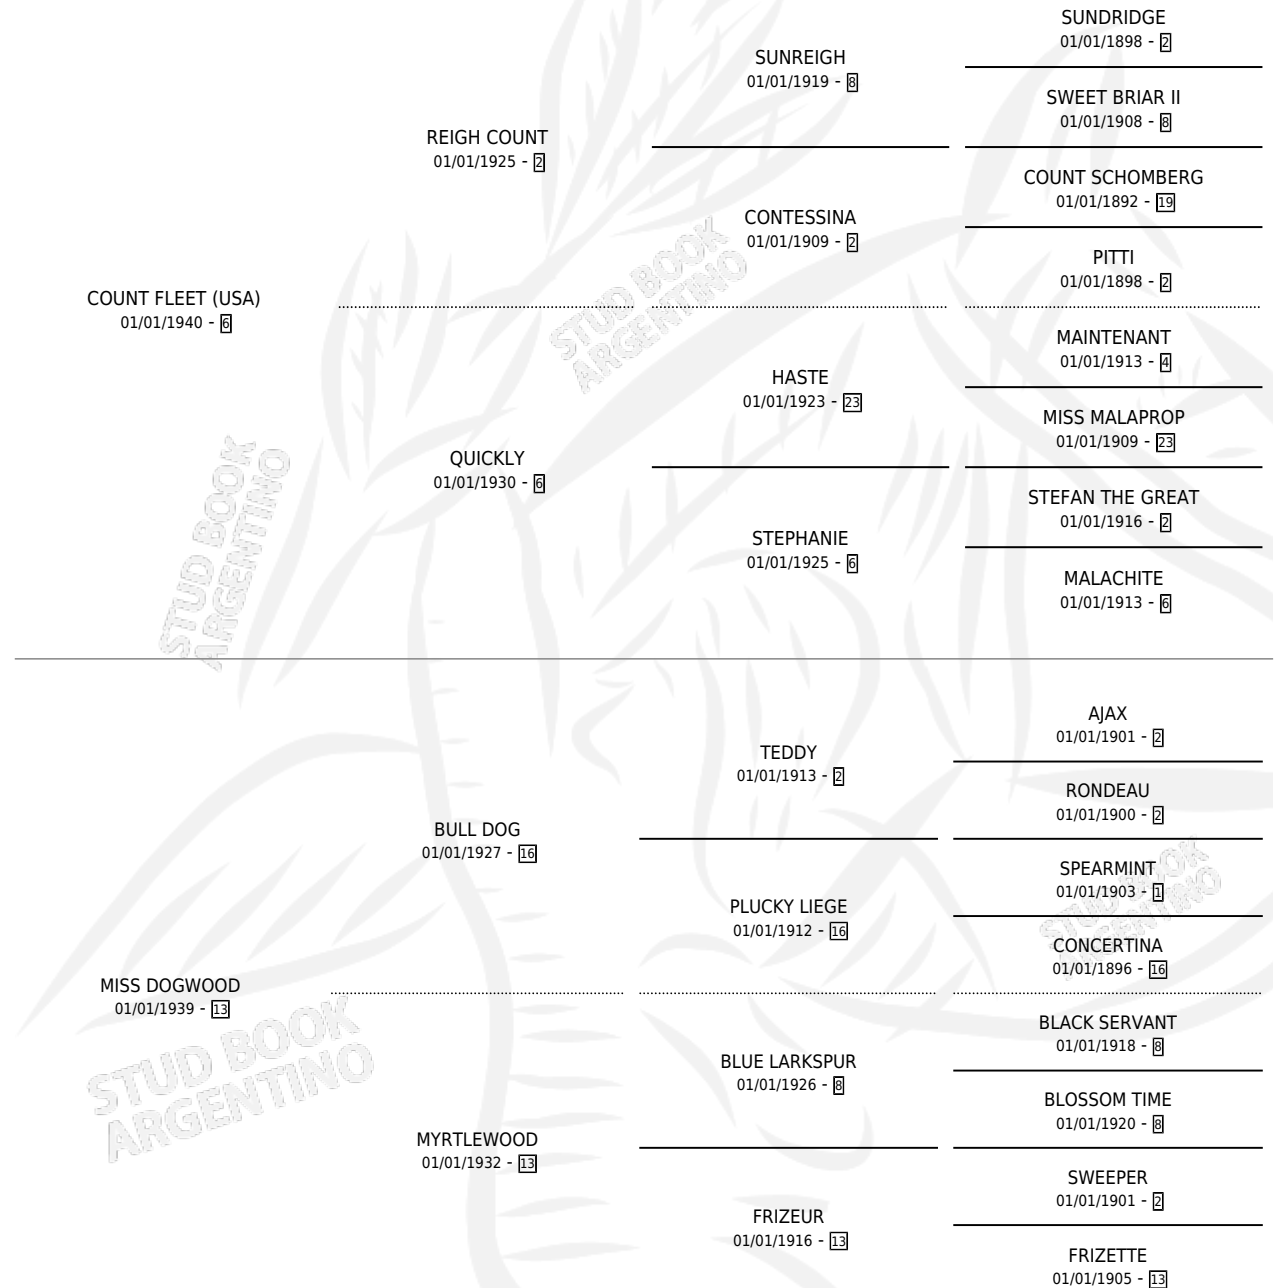 SUNDRIDGE
01/01/1898 - 2
SUNREIGH
01/01/1919 - 8
SWEET BRIAR II
01/01/1908 - 8
REIGH COUNT
01/01/1925 - 2
COUNT SCHOMBERG
01/01/1892 - 19
CONTESSINA
01/01/1909 - 2
PITTI
01/01/1898 - 2
COUNT FLEET (USA)
01/01/1940 - 6
MAINTENANT
01/01/1913 - 4
HASTE
01/01/1923 - 23
MISS MALAPROP
01/01/1909 - 23
QUICKLY
01/01/1930 - 6
STEFAN THE GREAT
01/01/1916 - 2
STEPHANIE
01/01/1925 - 6
MALACHITE
01/01/1913 - 6
AJAX
01/01/1901 - 2
TEDDY
01/01/1913 - 2
RONDEAU
01/01/1900 - 2
BULL DOG
01/01/1927 - 16
SPEARMINT
01/01/1903 - 1
PLUCKY LIEGE
01/01/1912 - 16
CONCERTINA
01/01/1896 - 16
MISS DOGWOOD
01/01/1939 - 13
BLACK SERVANT
01/01/1918 - 8
BLUE LARKSPUR
01/01/1926 - 8
BLOSSOM TIME
01/01/1920 - 8
MYRTLEWOOD
01/01/1932 - 13
SWEEPER
01/01/1901 - 2
FRIZEUR
01/01/1916 - 13
FRIZETTE
01/01/1905 - 13
STUD BOOK
ARGENTINO
STUD BOOK
ARGENTINO
STUD BOOK
ARGENTINO
STUD BOOK
ARGENTINO